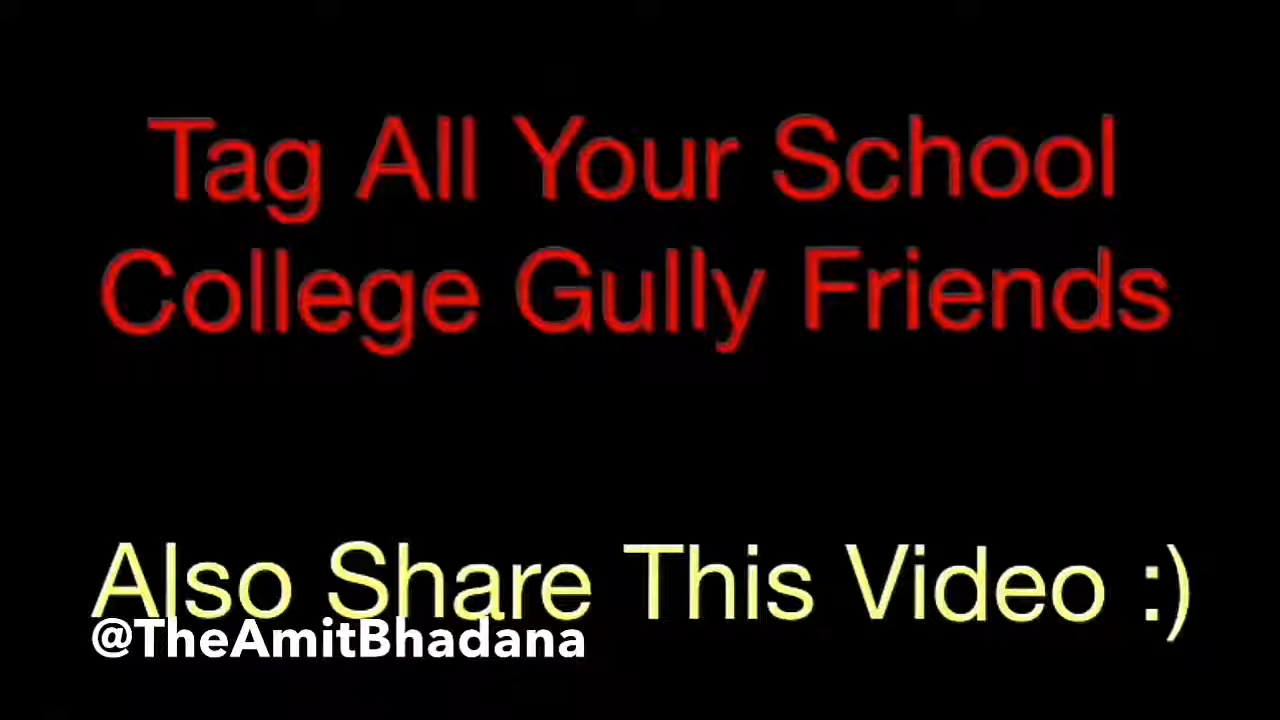 Tag All Your School
College Gully Friends
Also Share This Video :)
@TheAmitBhadana